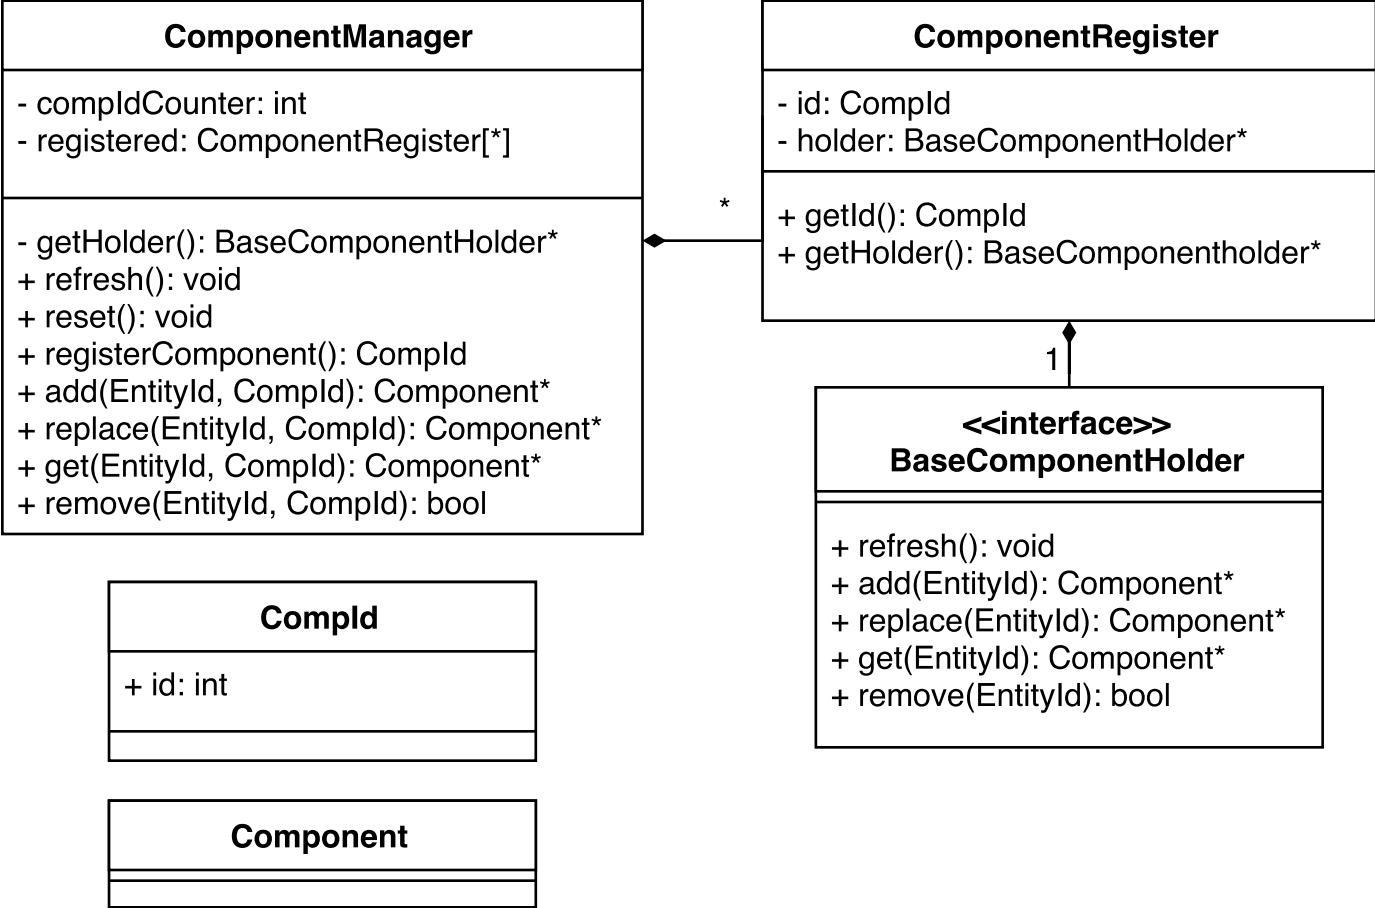 ComponentManager
- compIdCounter: int
- registered: ComponentRegister[*]
- getHolder(): BaseComponentHolder*
+ refresh(): void
+ reset(): void
+ registerComponent(): CompId
+ add(EntityId, CompId): Component*
+ replace(EntityId, CompId): Component*
+ get(EntityId, CompId): Component*
+ remove(EntityId, CompId): bool
*
ComponentRegister
- id: CompId
- holder: BaseComponentHolder*
+ getId(): CompId
+ getHolder(): BaseComponentholder*
1
<<interface>>
BaseComponentHolder
+ refresh(): void
+ add(EntityId): Component*
+ replace(EntityId): Component*
+ get(EntityId): Component*
+ remove(EntityId): bool
CompId
+ id: int
Component